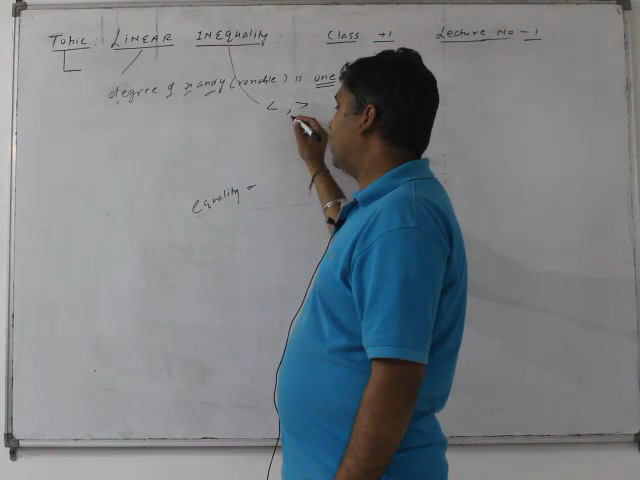 Topic : LINEAR INEquality : Class +1 Lecture No - 1
degree of x and y (variable) is one
< , >
equality =